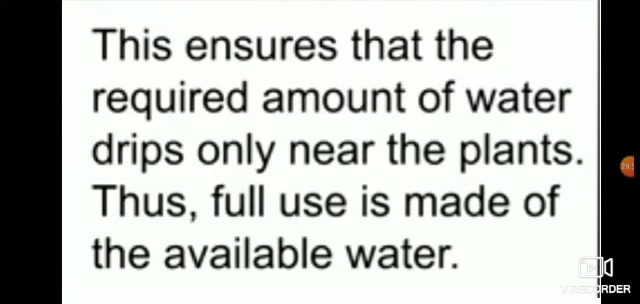 This ensures that the
required amount of water
drips only near the plants.
Thus, full use is made of
the available water.
V RECORDER